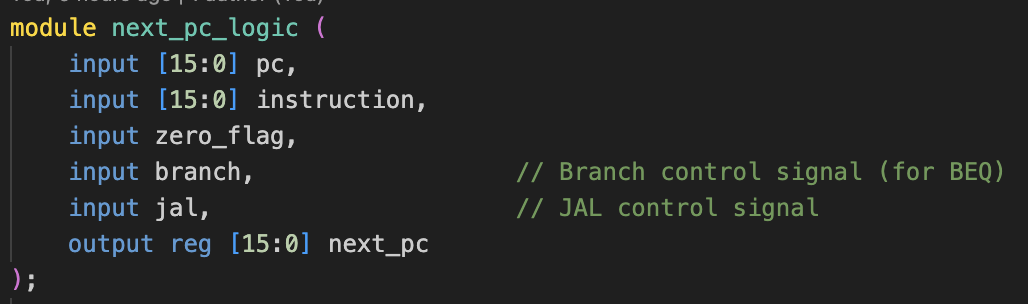 module next_pc_logic (
input [15:0] pc,
input [15:0] instruction,
input zero_flag,
input branch, // Branch control signal (for BEQ)
input jal, // JAL control signal
output reg [15:0] next_pc
);